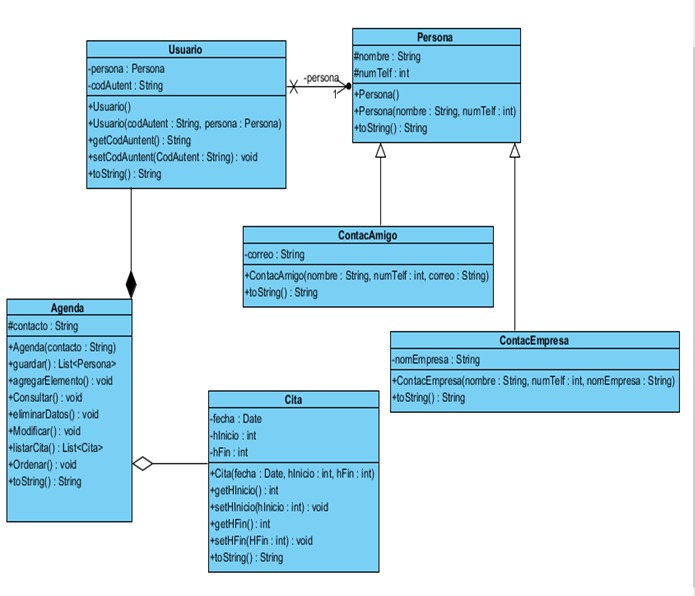 Usuario
-persona : Persona
-codAutent : String
+Usuario()
+Usuario(codAutent : String, persona : Persona)
+getCodAuntent() : String
+setCodAuntent(CodAutent : String) : void
+toString() : String
-persona
1
Persona
#nombre : String
#numTelf : int
+Persona()
+Persona(nombre : String, numTelf : int)
+toString() : String
ContacAmigo
-correo : String
+ContacAmigo(nombre : String, numTelf : int, correo : String)
+toString() : String
Agenda
#contacto : String
+Agenda(contacto : String)
+guardar() : List<Persona>
+agregarElemento() : void
+Consultar() : void
+eliminarDatos() : void
+Modificar() : void
+listarCita() : List<Cita>
+Ordenar() : void
+toString() : String
ContacEmpresa
-nomEmpresa : String
+ContacEmpresa(nombre : String, numTelf : int, nomEmpresa : String)
+toString() : String
Cita
-fecha : Date
-hInicio : int
-hFin : int
+Cita(fecha : Date, hInicio : int, hFin : int)
+getHInicio() : int
+setHInicio(hInicio : int) : void
+getHFin() : int
+setHFin(HFin : int) : void
+toString() : String